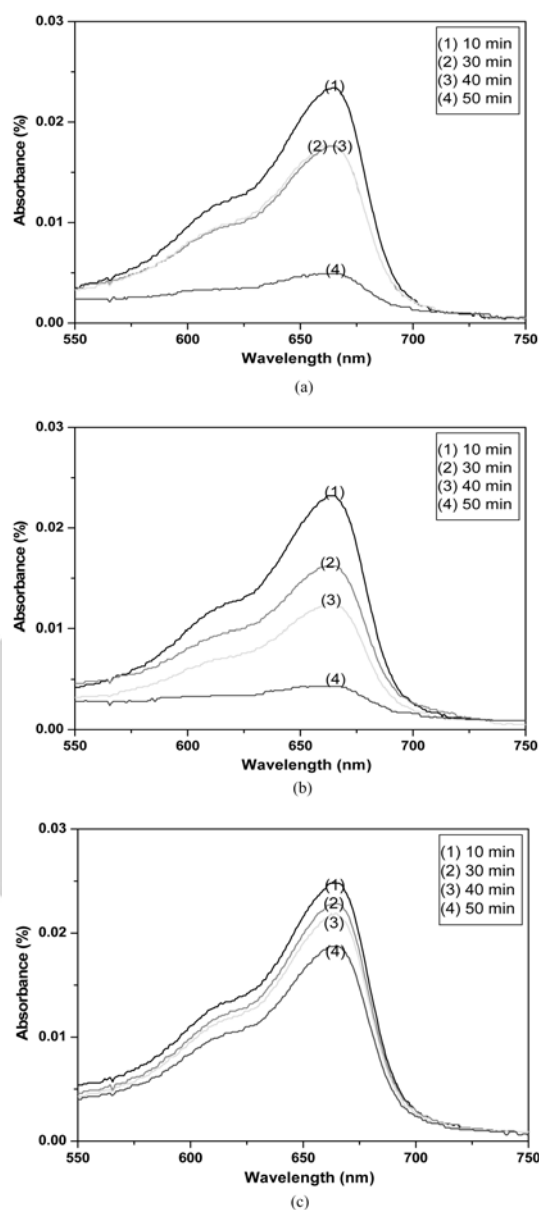 0.03
(1) 10 min
(2) 30 min
(3) 40 min
(4) 50 min
(1)
0.02
(2) (3)
Absorbance (%)
0.01
(4)
0.00
550 600 650 700 750
Wavelength (nm)
(a)
0.03
(1) 10 min
(2) 30 min
(3) 40 min
(4) 50 min
(1)
0.02
(2)
Absorbance (%)
(3)
0.01
(4)
0.00
550 600 650 700 750
Wavelength (nm)
(b)
0.03
(1) 10 min
(2) 30 min
(3) 40 min
(4) 50 min
(1)
(2)
(3)
0.02
(4)
Absorbance (%)
0.01
0.00
550 600 650 700 750
Wavelength (nm)
(c)